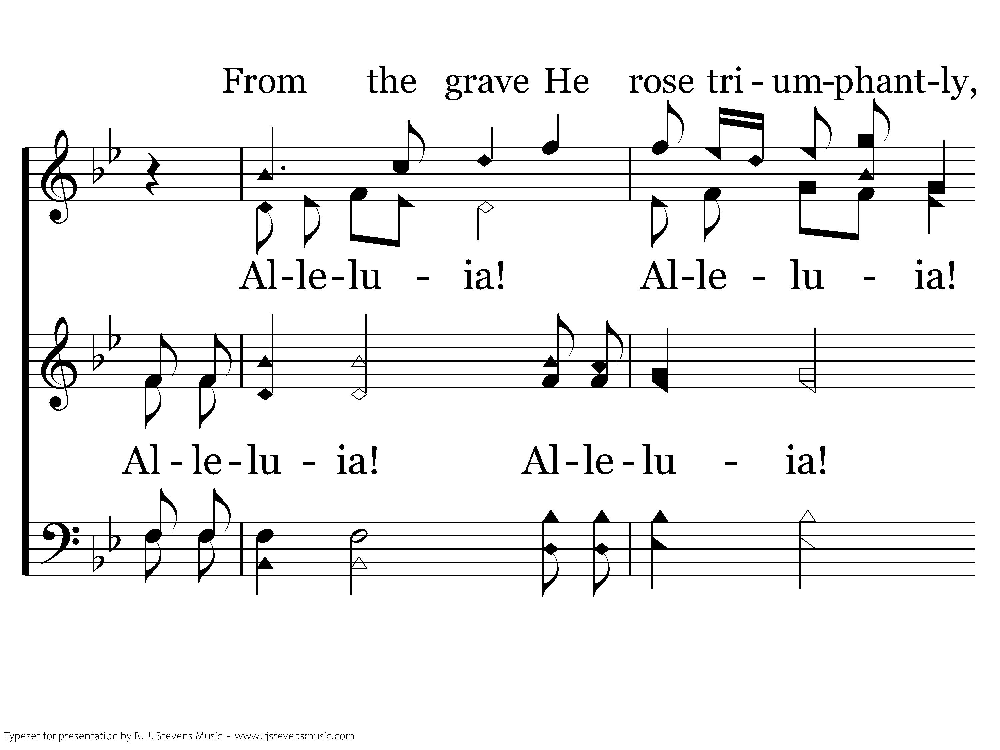 From the grave He rose tri - um-phant-ly,
Al-le-lu - ia! Al-le - lu - ia!
Al - le-lu - ia! Al-le-lu - ia!
Typeset for presentation by R. J. Stevens Music - www.rjstevensmusic.com